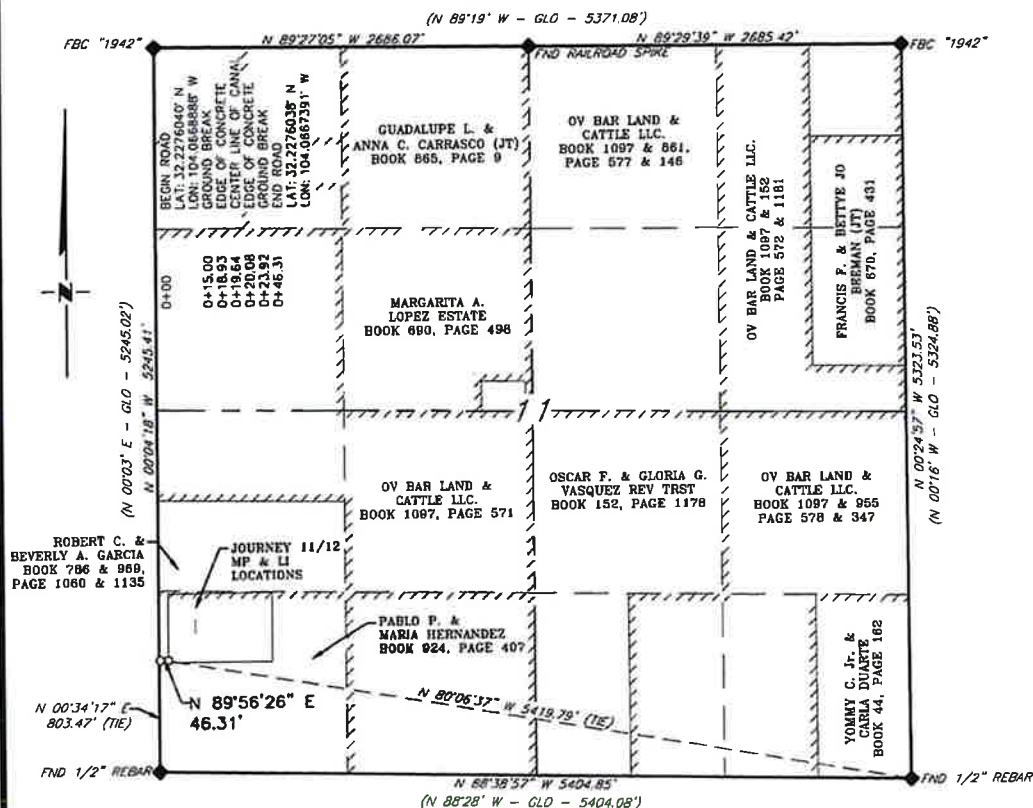 (N 89°19' W - GLO - 5371.08')
FBC "1942"
N 89°27'05" W 2686.07'
N 89°29'39" W 2685.42'
FBC "1942"
FND RAILROAD SPIKE
BEGIN ROAD
LAT: 32.2276040° N
LON: 104.0668888° W
GROUND BREAK
EDGE OF CONCRETE
CENTER LINE OF CANAL
EDGE OF CONCRETE
GROUND BREAK
END ROAD
LAT: 32.2276038° N
LON: 104.0667391° W
0+00
0+15.00
0+18.93
0+19.64
0+20.08
0+23.92
0+46.31
GUADALUPE L. &
ANNA C. CARRASCO (JT)
BOOK 865, PAGE 9
OV BAR LAND &
CATTLE LLC.
BOOK 1097 & 861,
PAGE 577 & 146
OV BAR LAND & CATTLE LLC.
BOOK 1097 & 152
PAGE 572 & 1181
FRANCIS F. & BETTYE JO
BEEMAN (JT)
BOOK 670, PAGE 431
N
MARGARITA A.
LOPEZ ESTATE
BOOK 690, PAGE 498
(N 00°03' E - GLO - 5245.02')
N 00°04'18" W 5245.41'
11
N 00°24'57" W 5323.53'
(N 00°16' W - GLO - 5324.88')
OV BAR LAND &
CATTLE LLC.
BOOK 1097, PAGE 571
OSCAR F. & GLORIA G.
VASQUEZ REV TRST
BOOK 152, PAGE 1178
OV BAR LAND &
CATTLE LLC.
BOOK 1097 & 955
PAGE 578 & 347
ROBERT C. &
BEVERLY A. GARCIA
BOOK 786 & 969,
PAGE 1060 & 1135
JOURNEY 11/12
MP & LI
LOCATIONS
PABLO P. &
MARIA HERNANDEZ
BOOK 924, PAGE 407
YOMMY C. Jr. &
CARLA DUARTE
BOOK 44, PAGE 162
N 89°56'26" E
46.31'
N 80°06'37" W 5419.79' (TIE)
N 00°34'17" E
803.47' (TIE)
FND 1/2" REBAR
N 88°38'57" W 5404.85'
FND 1/2" REBAR
(N 88°28' W - GLO - 5404.08')